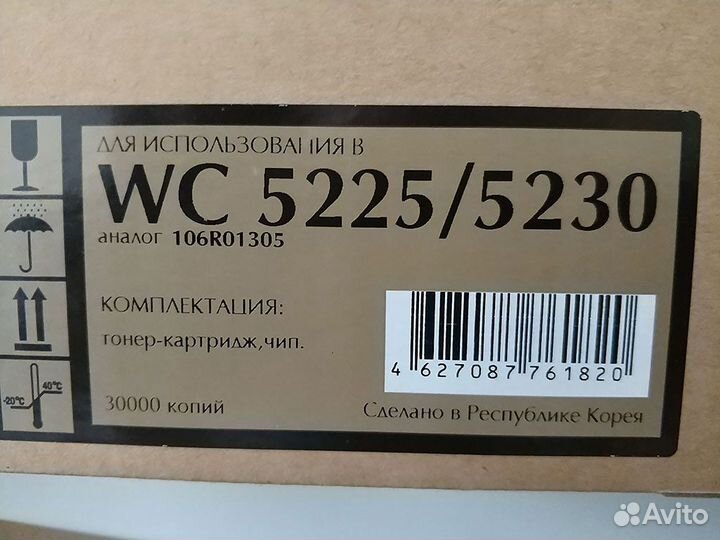 ДЛЯ ИСПОЛЬЗОВАНИЯ В
WC 5225/5230
аналог 106R01305
КОМПЛЕКТАЦИЯ:
тонер-картридж,чип.
30000 копий
4 627087 761820
Сделано в Республике Корея
40°C
-20°C
Avito